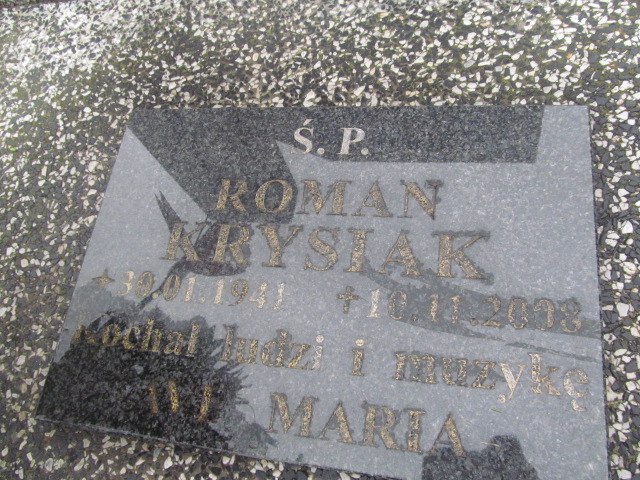 Ś. P.
ROMAN
KRYSIAK
30.01.1941 † 10.11.2008
Kochał ludzi i muzykę
MARIA